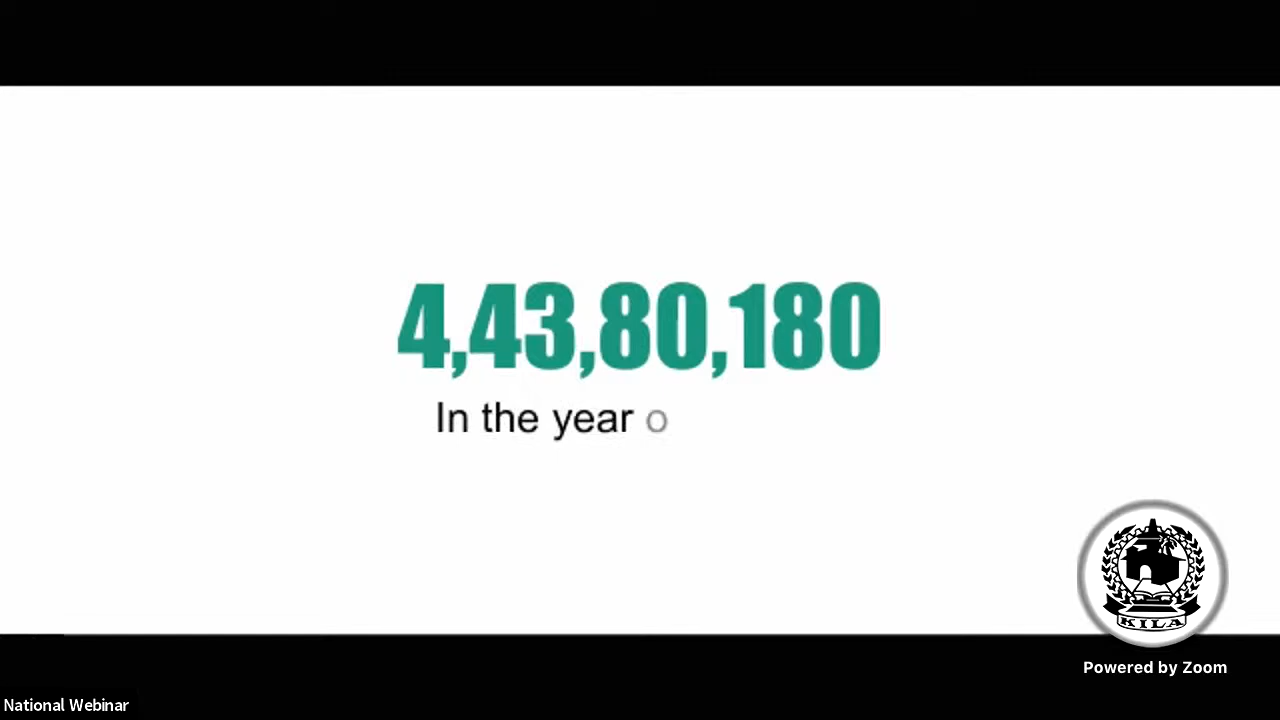 4,43,80,180
In the year o
KILA
Powered by Zoom
National Webinar